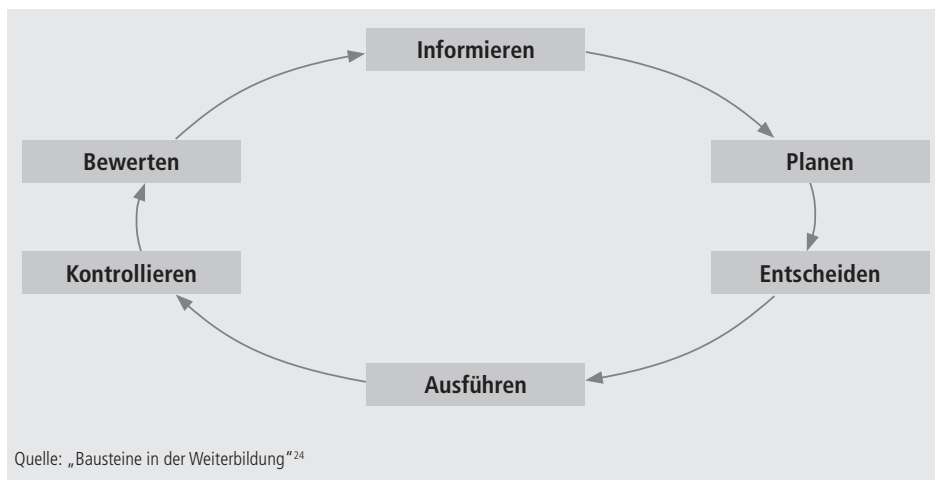 Informieren
Planen
Entscheiden
Ausführen
Kontrollieren
Bewerten
Quelle: „Bausteine in der Weiterbildung“²⁴